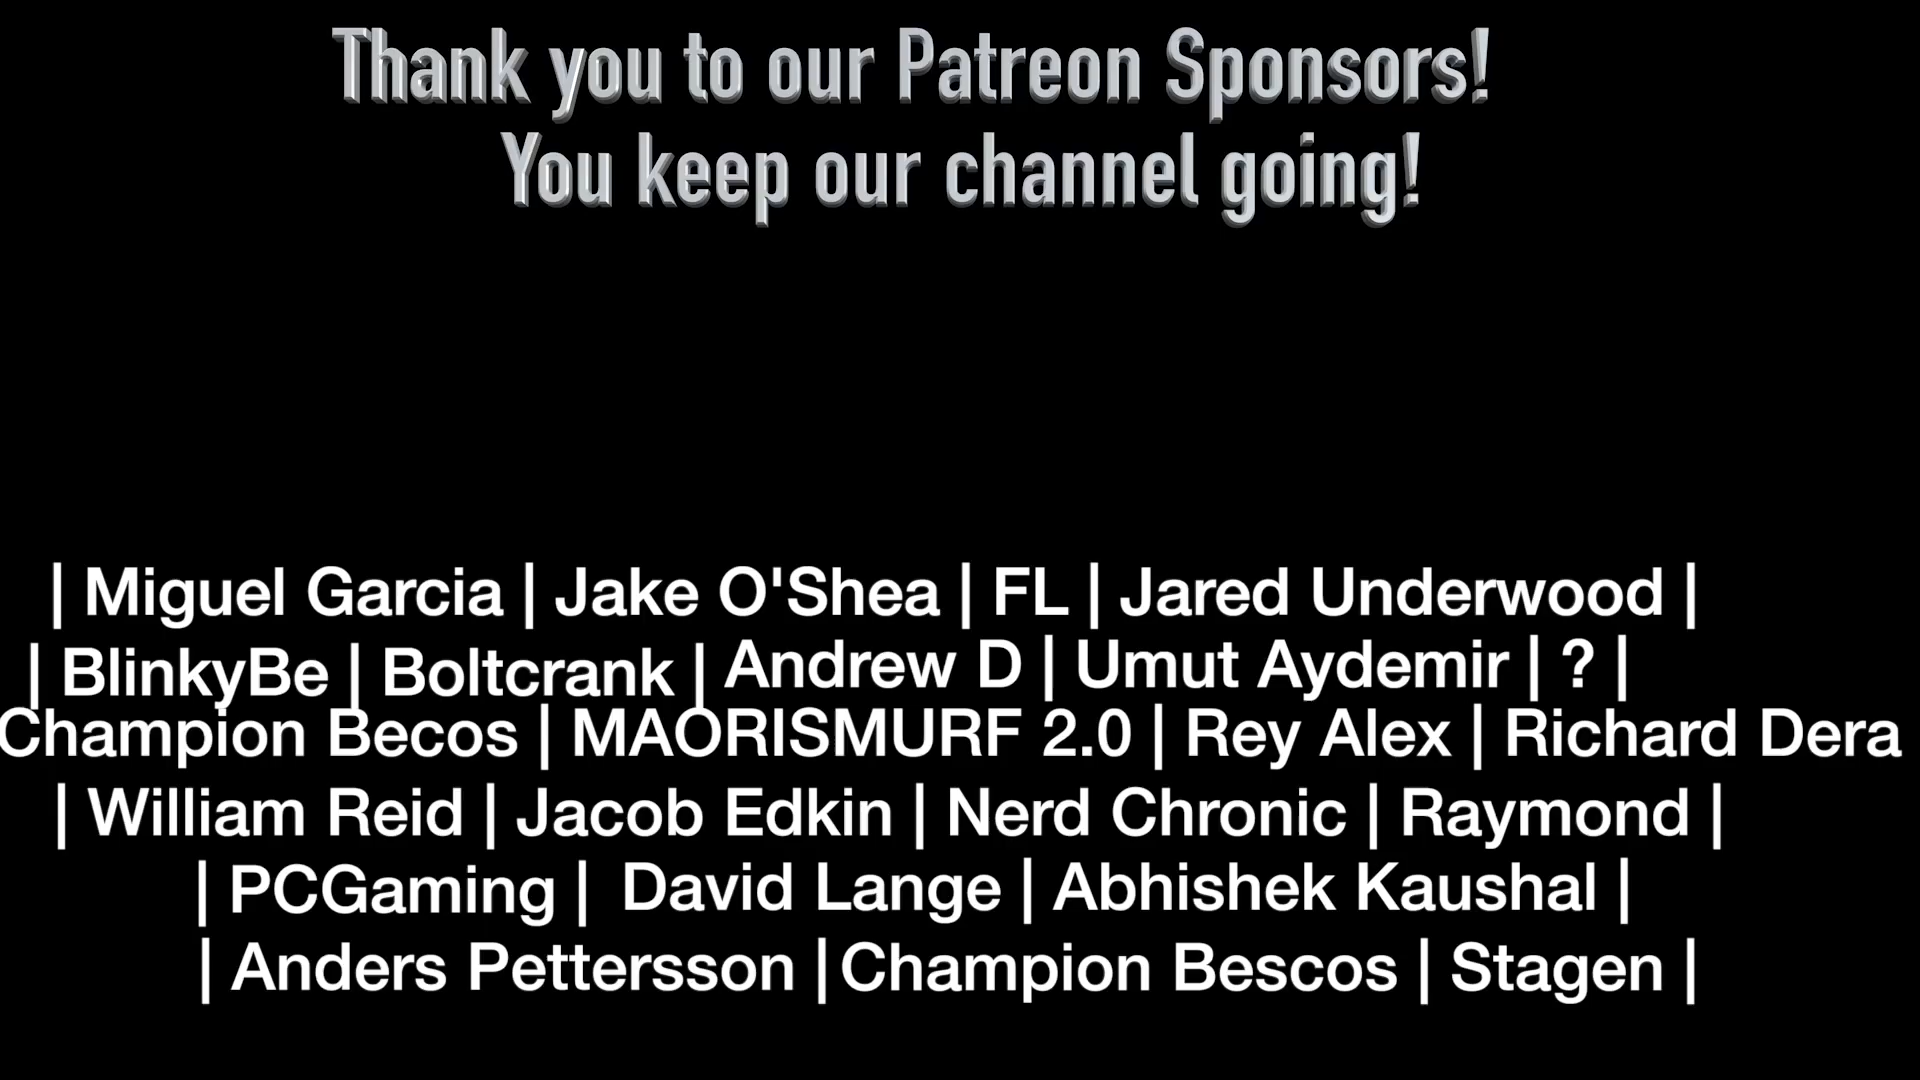 Thank you to our Patreon Sponsors!
You keep our channel going!
| Miguel Garcia | Jake O'Shea | FL | Jared Underwood |
| BlinkyBe | Boltcrank | Andrew D | Umut Aydemir | ? |
Champion Becos | MAORISMURF 2.0 | Rey Alex | Richard Dera
| William Reid | Jacob Edkin | Nerd Chronic | Raymond |
| PCGaming | David Lange | Abhishek Kaushal |
| Anders Pettersson | Champion Bescos | Stagen |